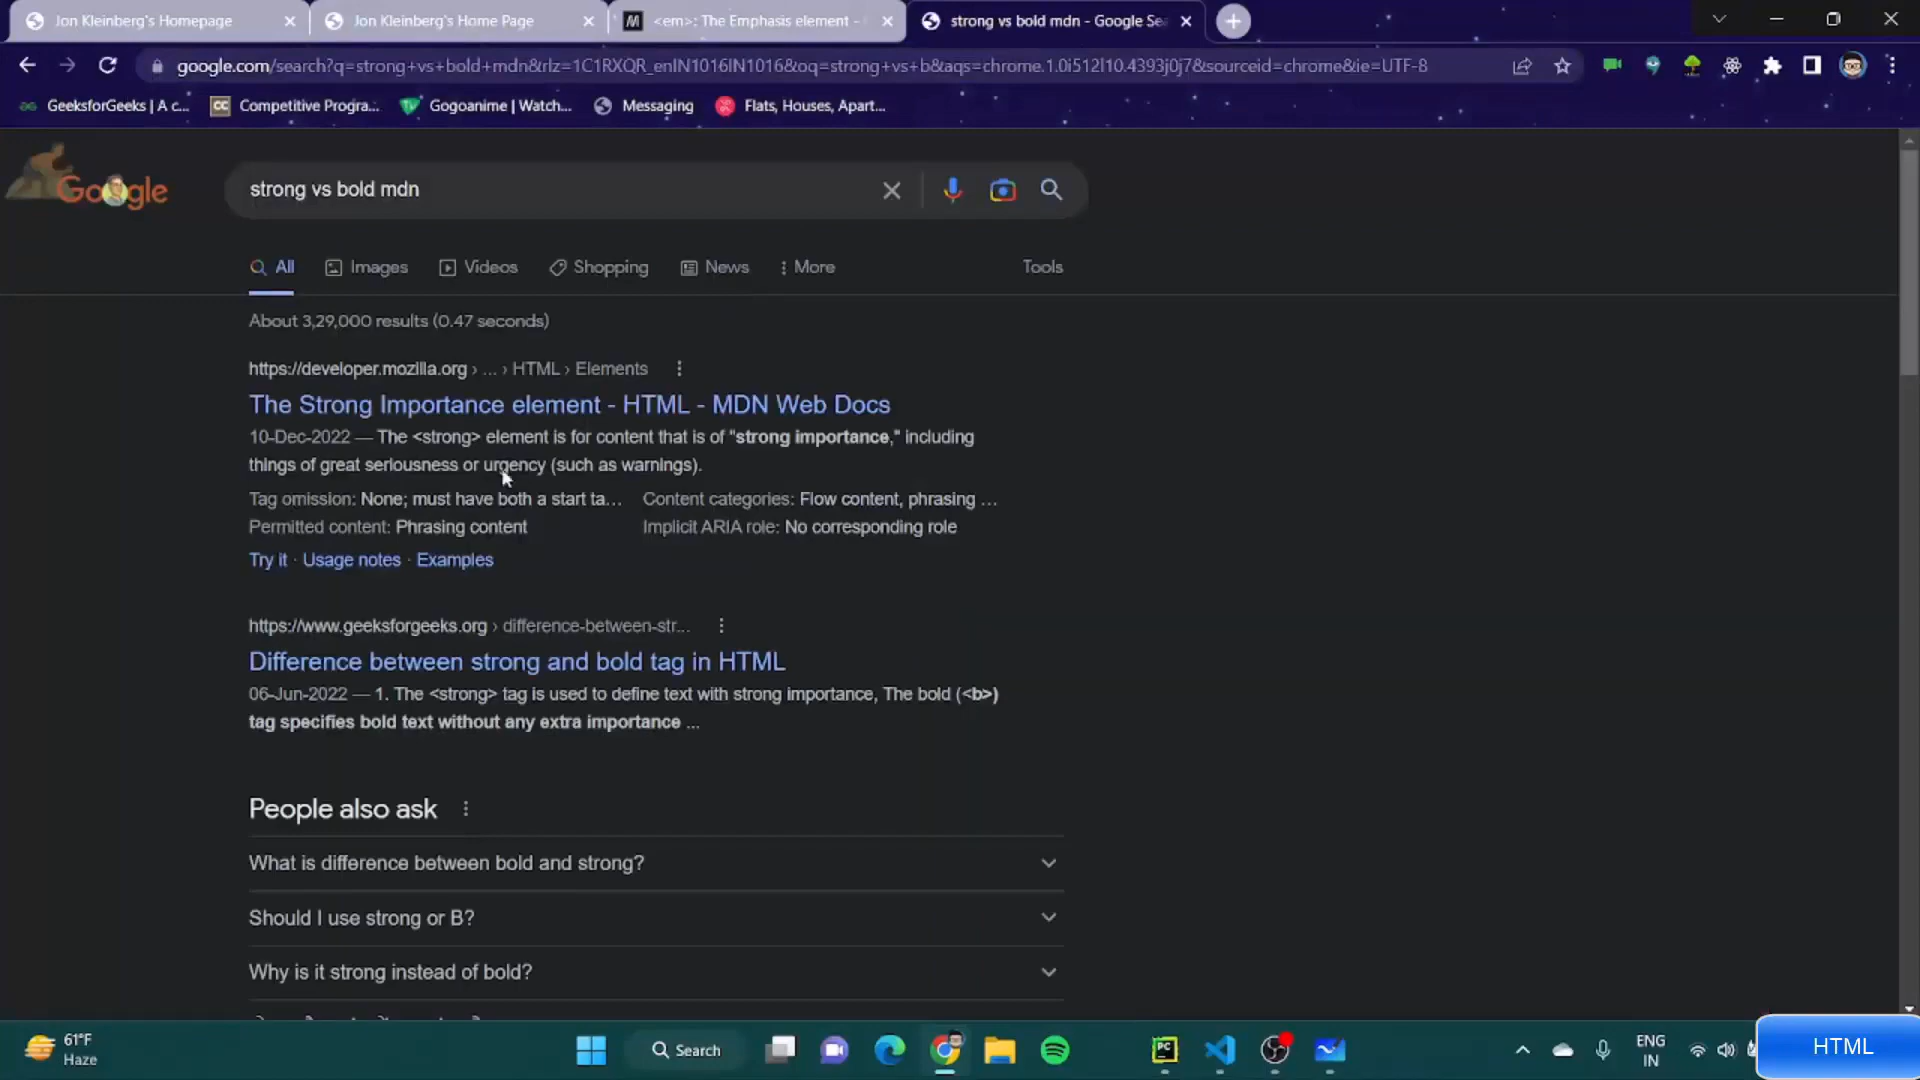 Jon Kleinberg's Homepage
Jon Kleinberg's Home Page
<em>: The Emphasis element -
strong vs bold mdn - Google Sea
google.com/search?q=strong+vs+bold+mdn&rlz=1C1RXQR_enIN1016IN1016&oq=strong+vs+b&aqs=chrome.1.0i512l10.4393j0j7&sourceid=chrome&ie=UTF-8
GeeksforGeeks | A c...
Competitive Progra...
Gogoanime | Watch...
Messaging
Flats, Houses, Apart...
Google
strong vs bold mdn
All
Images
Videos
Shopping
News
More
Tools
About 3,29,000 results (0.47 seconds)
https://developer.mozilla.org › ... › HTML › Elements
The Strong Importance element - HTML - MDN Web Docs
10-Dec-2022 — The <strong> element is for content that is of "strong importance," including
things of great seriousness or urgency (such as warnings).
Tag omission: None; must have both a start ta... Content categories: Flow content, phrasing ...
Permitted content: Phrasing content Implicit ARIA role: No corresponding role
Try it · Usage notes · Examples
https://www.geeksforgeeks.org › difference-between-str...
Difference between strong and bold tag in HTML
06-Jun-2022 — 1. The <strong> tag is used to define text with strong importance, The bold (<b>)
tag specifies bold text without any extra importance ...
People also ask
What is difference between bold and strong?
Should I use strong or B?
Why is it strong instead of bold?
61°F
Haze
Search
PC
ENG
IN
HTML